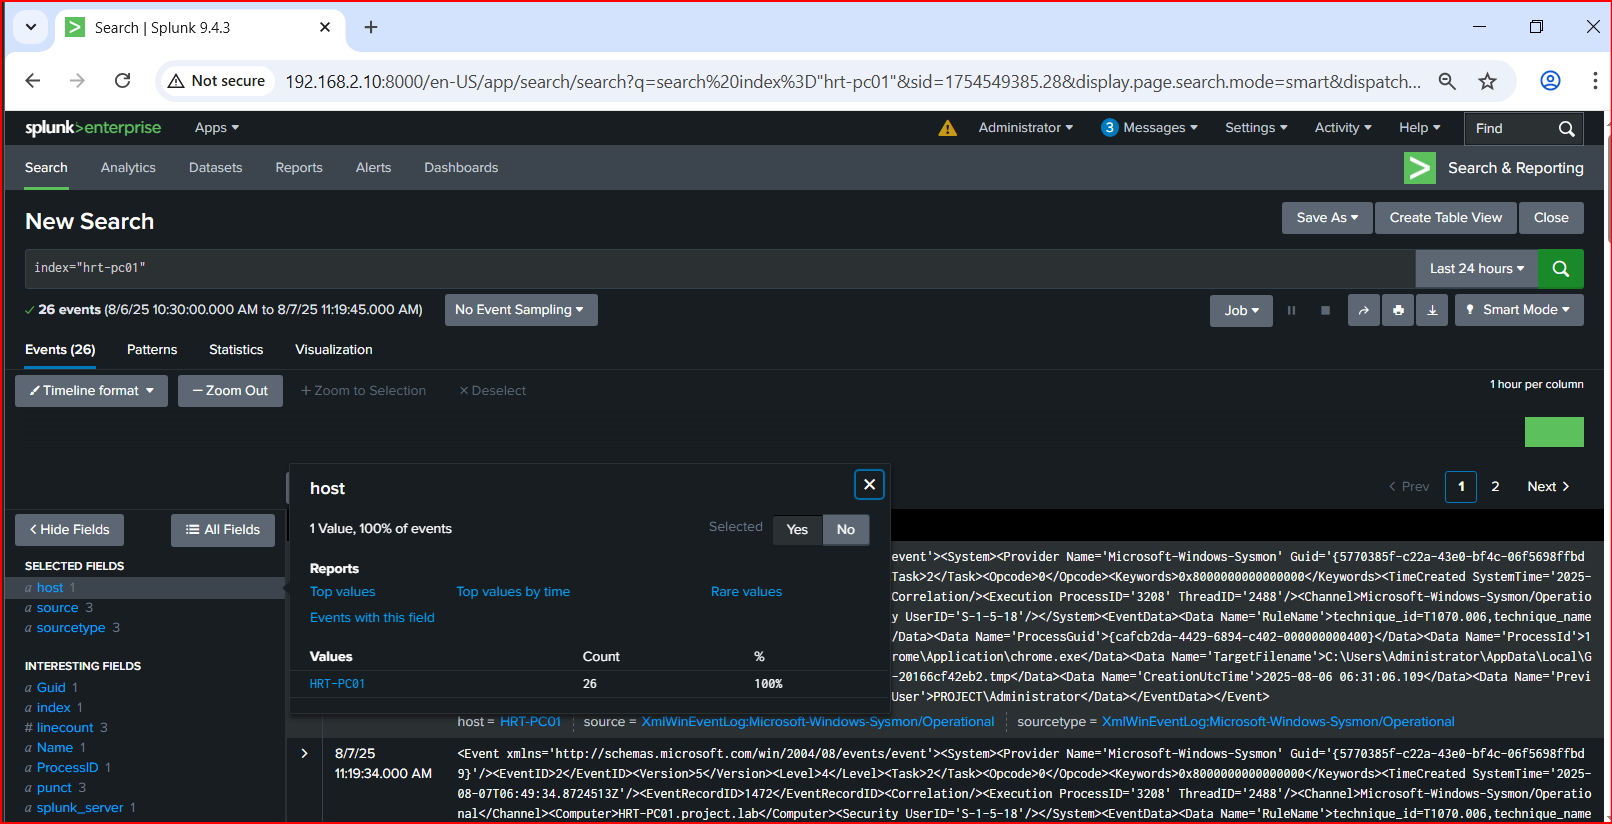 Search | Splunk 9.4.3
Not secure
192.168.2.10:8000/en-US/app/search/search?q=search%20index%3D"hrt-pc01"&sid=1754549385.28&display.page.search.mode=smart&dispatch...
splunk>enterprise Apps Administrator 3 Messages Settings Activity Help Find
Search Analytics Datasets Reports Alerts Dashboards Search & Reporting
New Search Save As Create Table View Close
index="hrt-pc01" Last 24 hours
26 events (8/6/25 10:30:00.000 AM to 8/7/25 11:19:45.000 AM) No Event Sampling Job Smart Mode
Events (26) Patterns Statistics Visualization
Timeline format — Zoom Out + Zoom to Selection × Deselect 1 hour per column
host
< Prev 1 2 Next >
1 Value, 100% of events Selected Yes No
< Hide Fields All Fields
SELECTED FIELDS
a host 1
a source 3
a sourcetype 3
INTERESTING FIELDS
a Guid 1
a index 1
# linecount 3
a Name 1
a ProcessID 1
a punct 3
a splunk_server 1
Reports
Top values Top values by time Rare values
Events with this field
Values Count %
HRT-PC01 26 100%
event'><System><Provider Name='Microsoft-Windows-Sysmon' Guid='{5770385f-c22a-43e0-bf4c-06f5698ffbd
Task>2</Task><Opcode>0</Opcode><Keywords>0x8000000000000000</Keywords><TimeCreated SystemTime='2025-
Correlation/><Execution ProcessID='3208' ThreadID='2488'/><Channel>Microsoft-Windows-Sysmon/Operatio
y UserID='S-1-5-18'/></System><EventData><Data Name='RuleName'>technique_id=T1070.006,technique_name
/Data><Data Name='ProcessGuid'>{cafcb2da-4429-6894-c402-000000000400}</Data><Data Name='ProcessId'>1
rome\Application\chrome.exe</Data><Data Name='TargetFilename'>C:\Users\Administrator\AppData\Local\G
-20166cf42eb2.tmp</Data><Data Name='CreationUtcTime'>2025-08-06 06:31:06.109</Data><Data Name='Previ
User'>PROJECT\Administrator</Data></EventData></Event>
host = HRT-PC01 source = XmlWinEventLog:Microsoft-Windows-Sysmon/Operational sourcetype = XmlWinEventLog:Microsoft-Windows-Sysmon/Operational
8/7/25
11:19:34.000 AM
<Event xmlns='http://schemas.microsoft.com/win/2004/08/events/event'><System><Provider Name='Microsoft-Windows-Sysmon' Guid='{5770385f-c22a-43e0-bf4c-06f5698ffbd
9}'/><EventID>2</EventID><Version>5</Version><Level>4</Level><Task>2</Task><Opcode>0</Opcode><Keywords>0x8000000000000000</Keywords><TimeCreated SystemTime='2025-
08-07T06:49:34.8724513Z'/><EventRecordID>1472</EventRecordID><Correlation/><Execution ProcessID='3208' ThreadID='2488'/><Channel>Microsoft-Windows-Sysmon/Operatio
nal</Channel><Computer>HRT-PC01.project.lab</Computer><Security UserID='S-1-5-18'/></System><EventData><Data Name='RuleName'>technique_id=T1070.006,technique_name